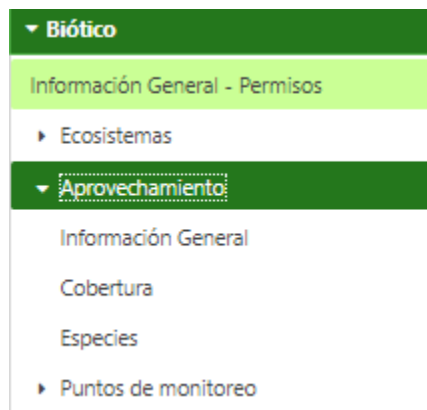 Biótico
Información General - Permisos
Ecosistemas
Aprovechamiento
Información General
Cobertura
Especies
Puntos de monitoreo